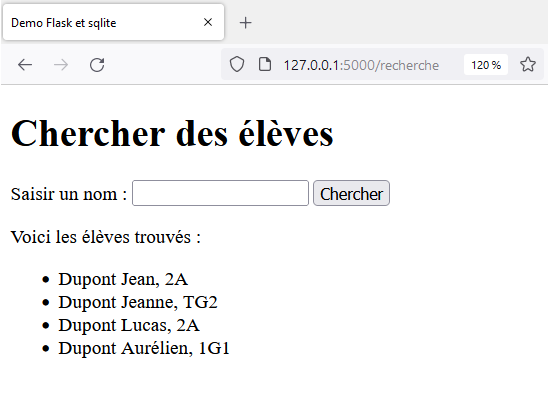 Demo Flask et sqlite
127.0.0.1:5000/recherche
120 %
Chercher des élèves
Saisir un nom : Chercher
Voici les élèves trouvés :
Dupont Jean, 2A
Dupont Jeanne, TG2
Dupont Lucas, 2A
Dupont Aurélien, 1G1